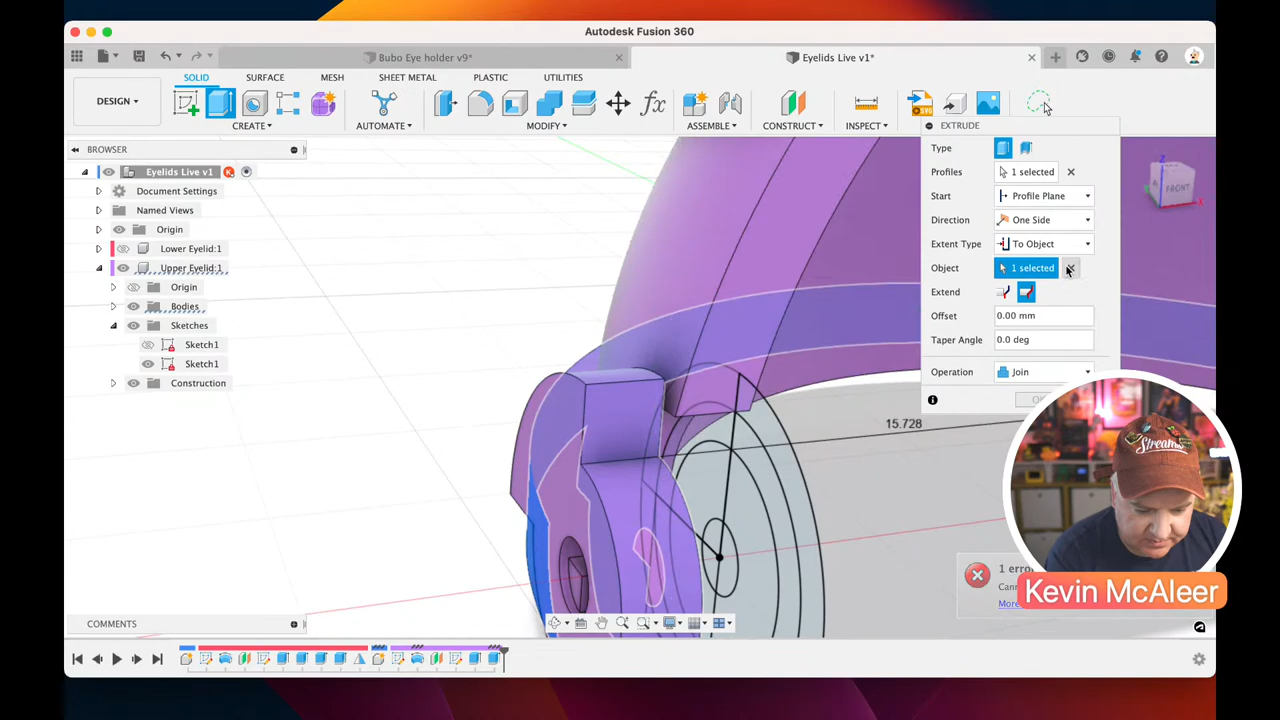 Autodesk Fusion 360
Bubo Eye holder v9*
Eyelids Live v1*
DESIGN
SOLID
SURFACE
MESH
SHEET METAL
PLASTIC
UTILITIES
CREATE
AUTOMATE
MODIFY
fx
ASSEMBLE
CONSTRUCT
INSPECT
SVG
BROWSER
Eyelids Live v1
K
Document Settings
Named Views
Origin
Lower Eyelid:1
Upper Eyelid:1
Origin
Bodies
Sketches
Sketch1
Sketch1
Construction
EXTRUDE
Type
Profiles
1 selected
Start
Profile Plane
Direction
One Side
Extent Type
To Object
Object
1 selected
Extend
Offset
0.00 mm
Taper Angle
0.0 deg
Operation
Join
Z
FRONT
X
15.728
Streams
1 erro
Mor
Kevin McAleer
COMMENTS